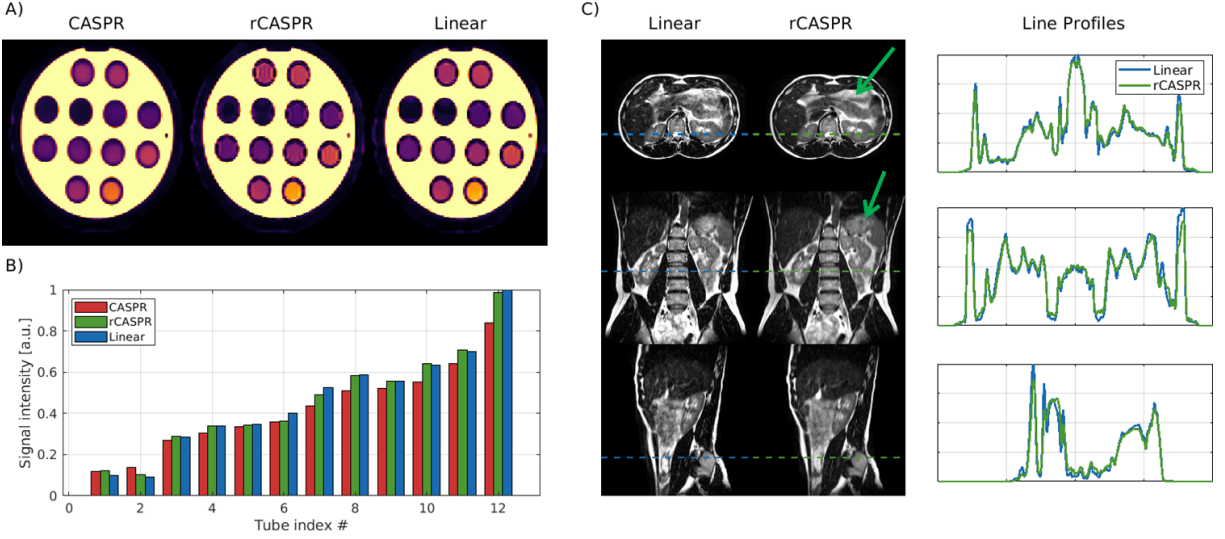 A)
CASPR rCASPR Linear
B)
Signal intensity [a.u.]
1
0.8
0.6
0.4
0.2
0
CASPR
rCASPR
Linear
0 2 4 6 8 10 12
Tube index #
C)
Linear rCASPR Line Profiles
Linear
rCASPR